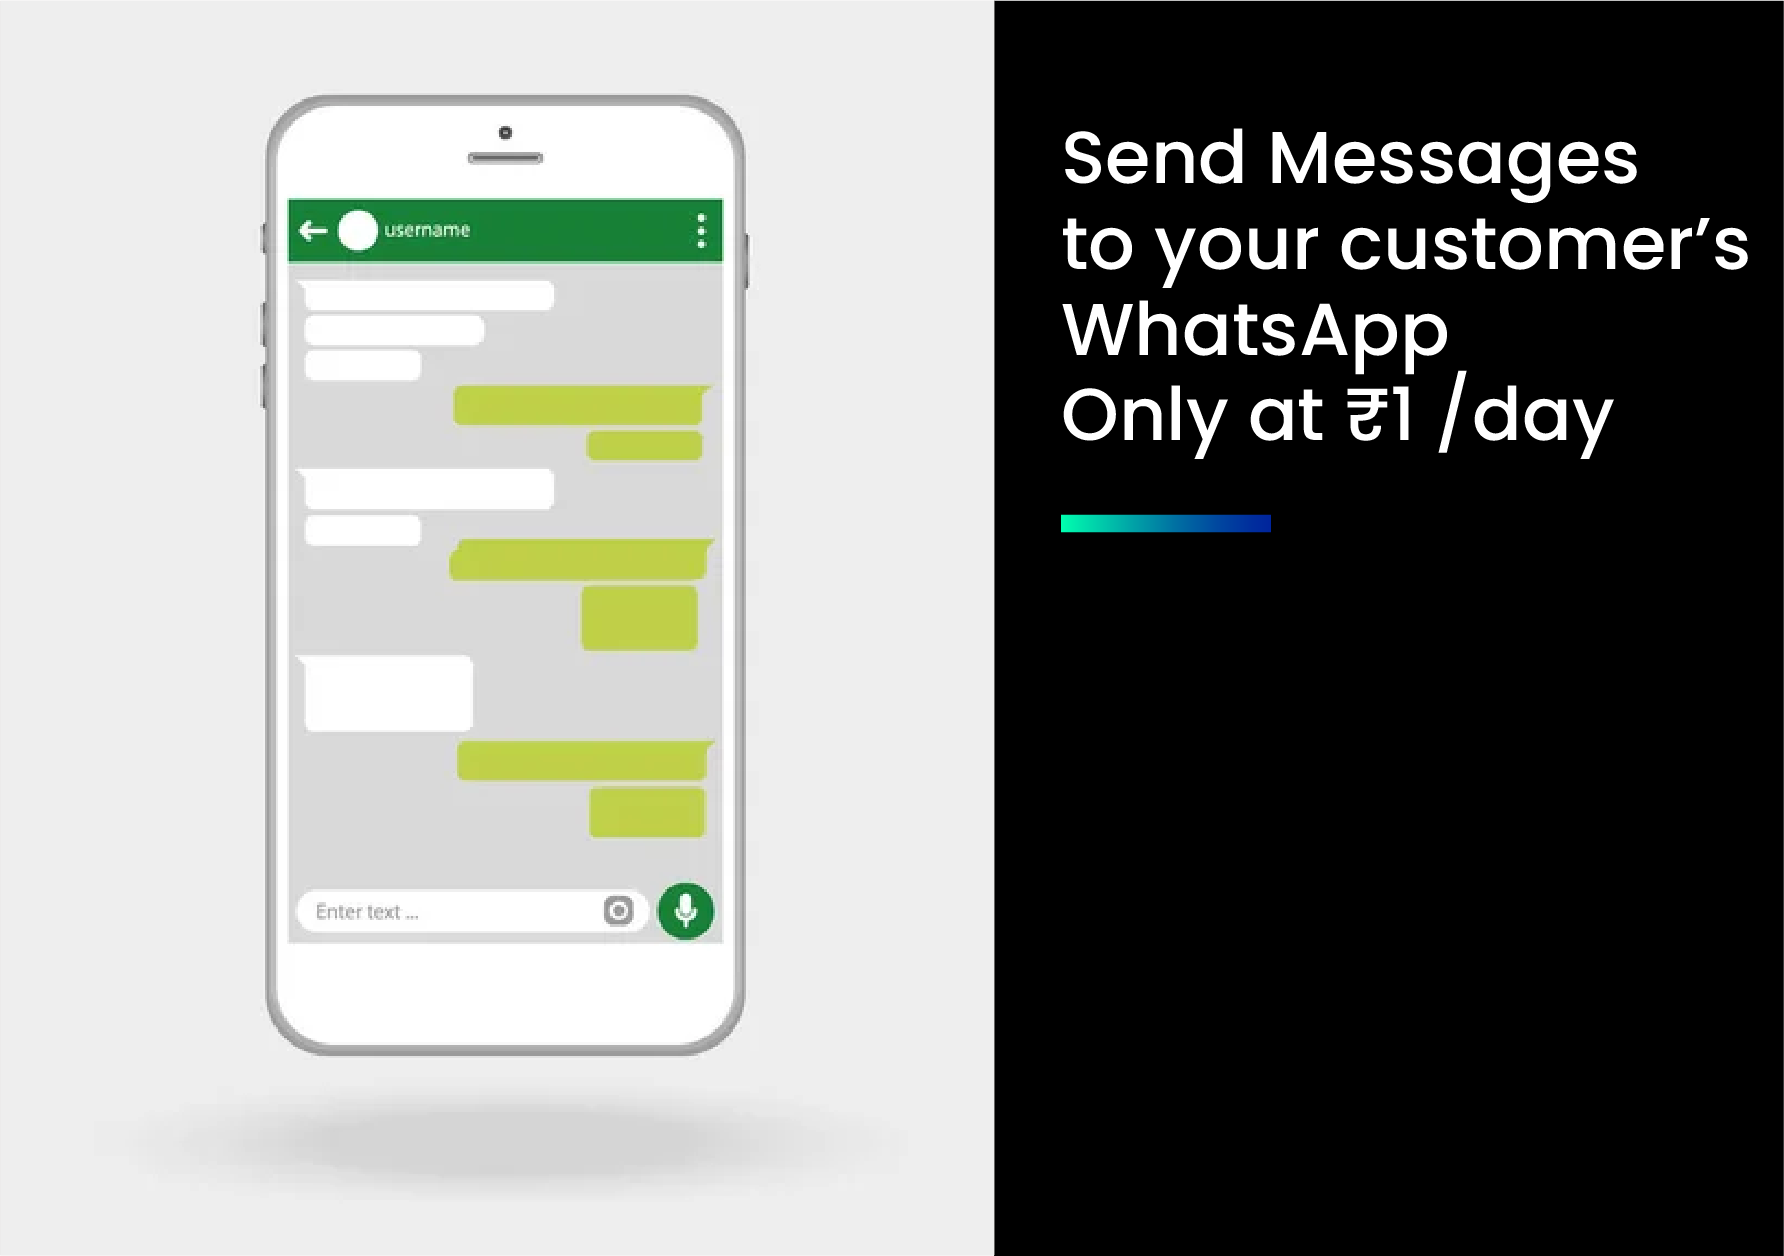 username
Enter text ...
Send Messages
to your customer’s
WhatsApp
Only at ₹1 /day